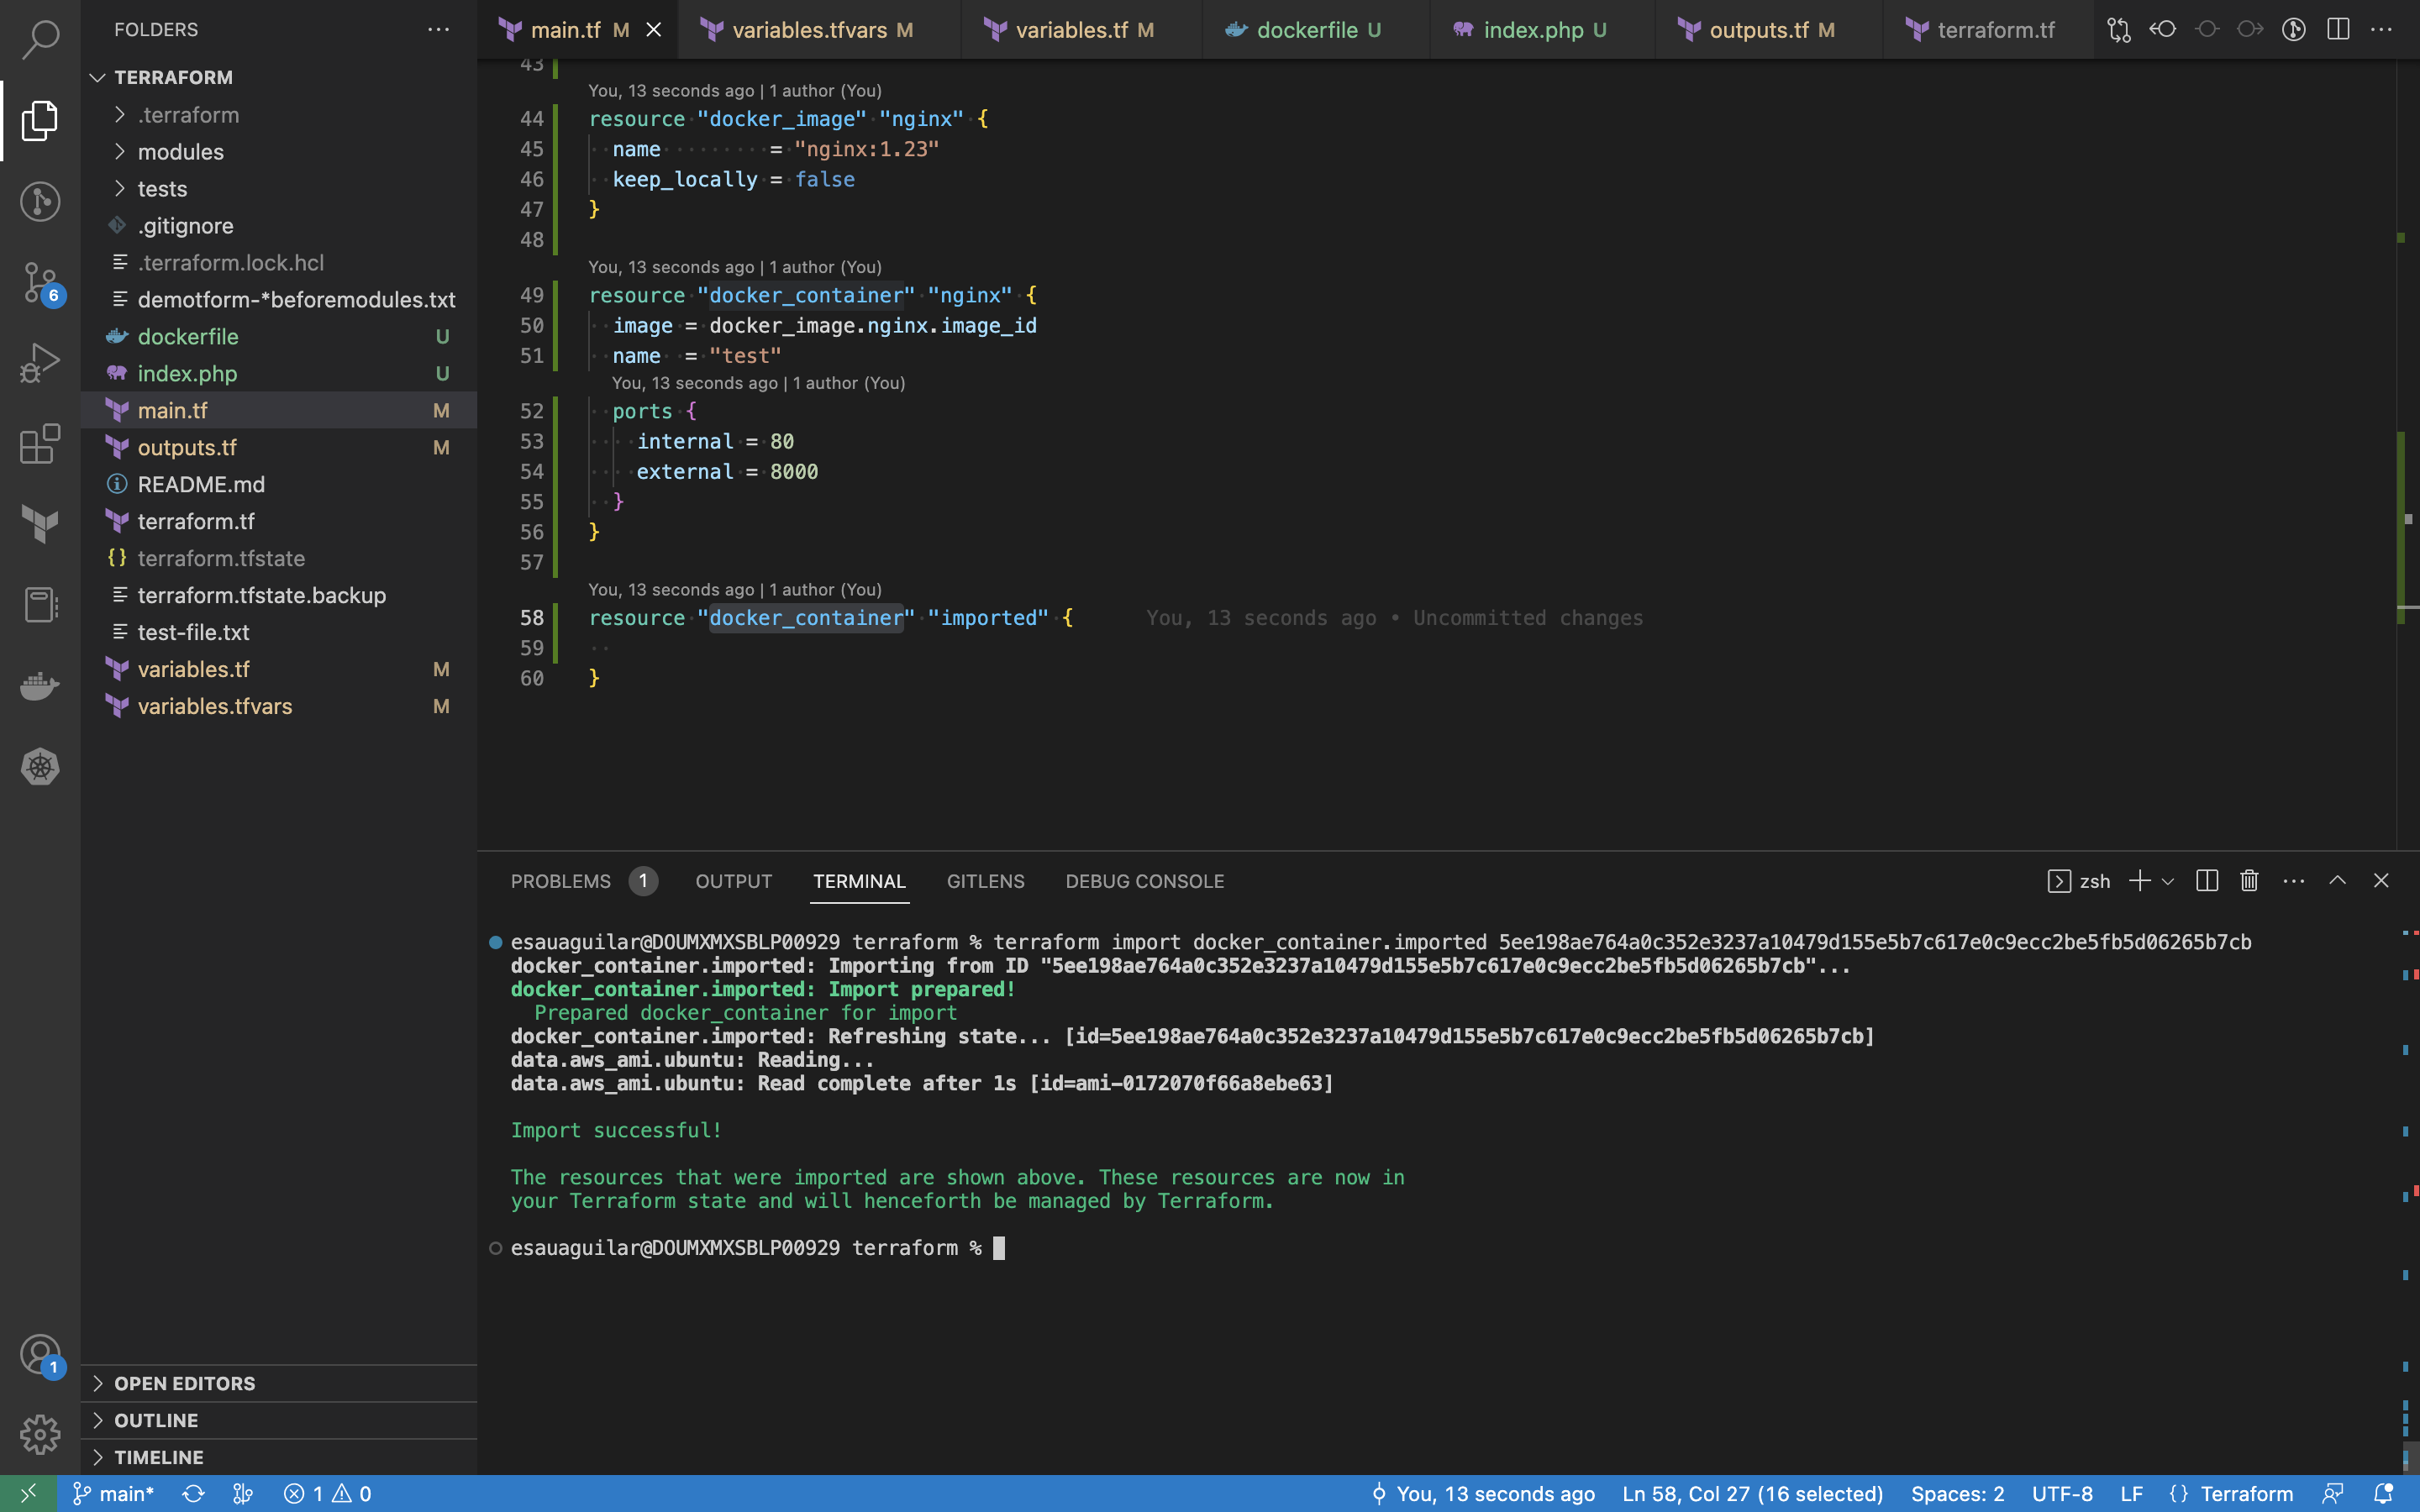 FOLDERS
TERRAFORM
.terraform
modules
tests
.gitignore
.terraform.lock.hcl
demotform-*beforemodules.txt
dockerfile U
index.php U
main.tf M
outputs.tf M
README.md
terraform.tf
terraform.tfstate
terraform.tfstate.backup
test-file.txt
variables.tf M
variables.tfvars M
OPEN EDITORS
OUTLINE
TIMELINE
6
1
main.tf M
variables.tfvars M
variables.tf M
dockerfile U
index.php U
outputs.tf M
terraform.tf
43
You, 13 seconds ago | 1 author (You)
44 resource "docker_image" "nginx" {
45 name = "nginx:1.23"
46 keep_locally = false
47 }
48
You, 13 seconds ago | 1 author (You)
49 resource "docker_container" "nginx" {
50 image = docker_image.nginx.image_id
51 name = "test"
You, 13 seconds ago | 1 author (You)
52 ports {
53 internal = 80
54 external = 8000
55 }
56 }
57
You, 13 seconds ago | 1 author (You)
58 resource "docker_container" "imported" { You, 13 seconds ago • Uncommitted changes
59
60 }
PROBLEMS 1 OUTPUT TERMINAL GITLENS DEBUG CONSOLE zsh
esauaguilar@DOUMXMXSBLP00929 terraform % terraform import docker_container.imported 5ee198ae764a0c352e3237a10479d155e5b7c617e0c9ecc2be5fb5d06265b7cb
docker_container.imported: Importing from ID "5ee198ae764a0c352e3237a10479d155e5b7c617e0c9ecc2be5fb5d06265b7cb"...
docker_container.imported: Import prepared!
Prepared docker_container for import
docker_container.imported: Refreshing state... [id=5ee198ae764a0c352e3237a10479d155e5b7c617e0c9ecc2be5fb5d06265b7cb]
data.aws_ami.ubuntu: Reading...
data.aws_ami.ubuntu: Read complete after 1s [id=ami-0172070f66a8ebe63]
Import successful!
The resources that were imported are shown above. These resources are now in
your Terraform state and will henceforth be managed by Terraform.
esauaguilar@DOUMXMXSBLP00929 terraform %
main* 1 0 You, 13 seconds ago Ln 58, Col 27 (16 selected) Spaces: 2 UTF-8 LF {} Terraform